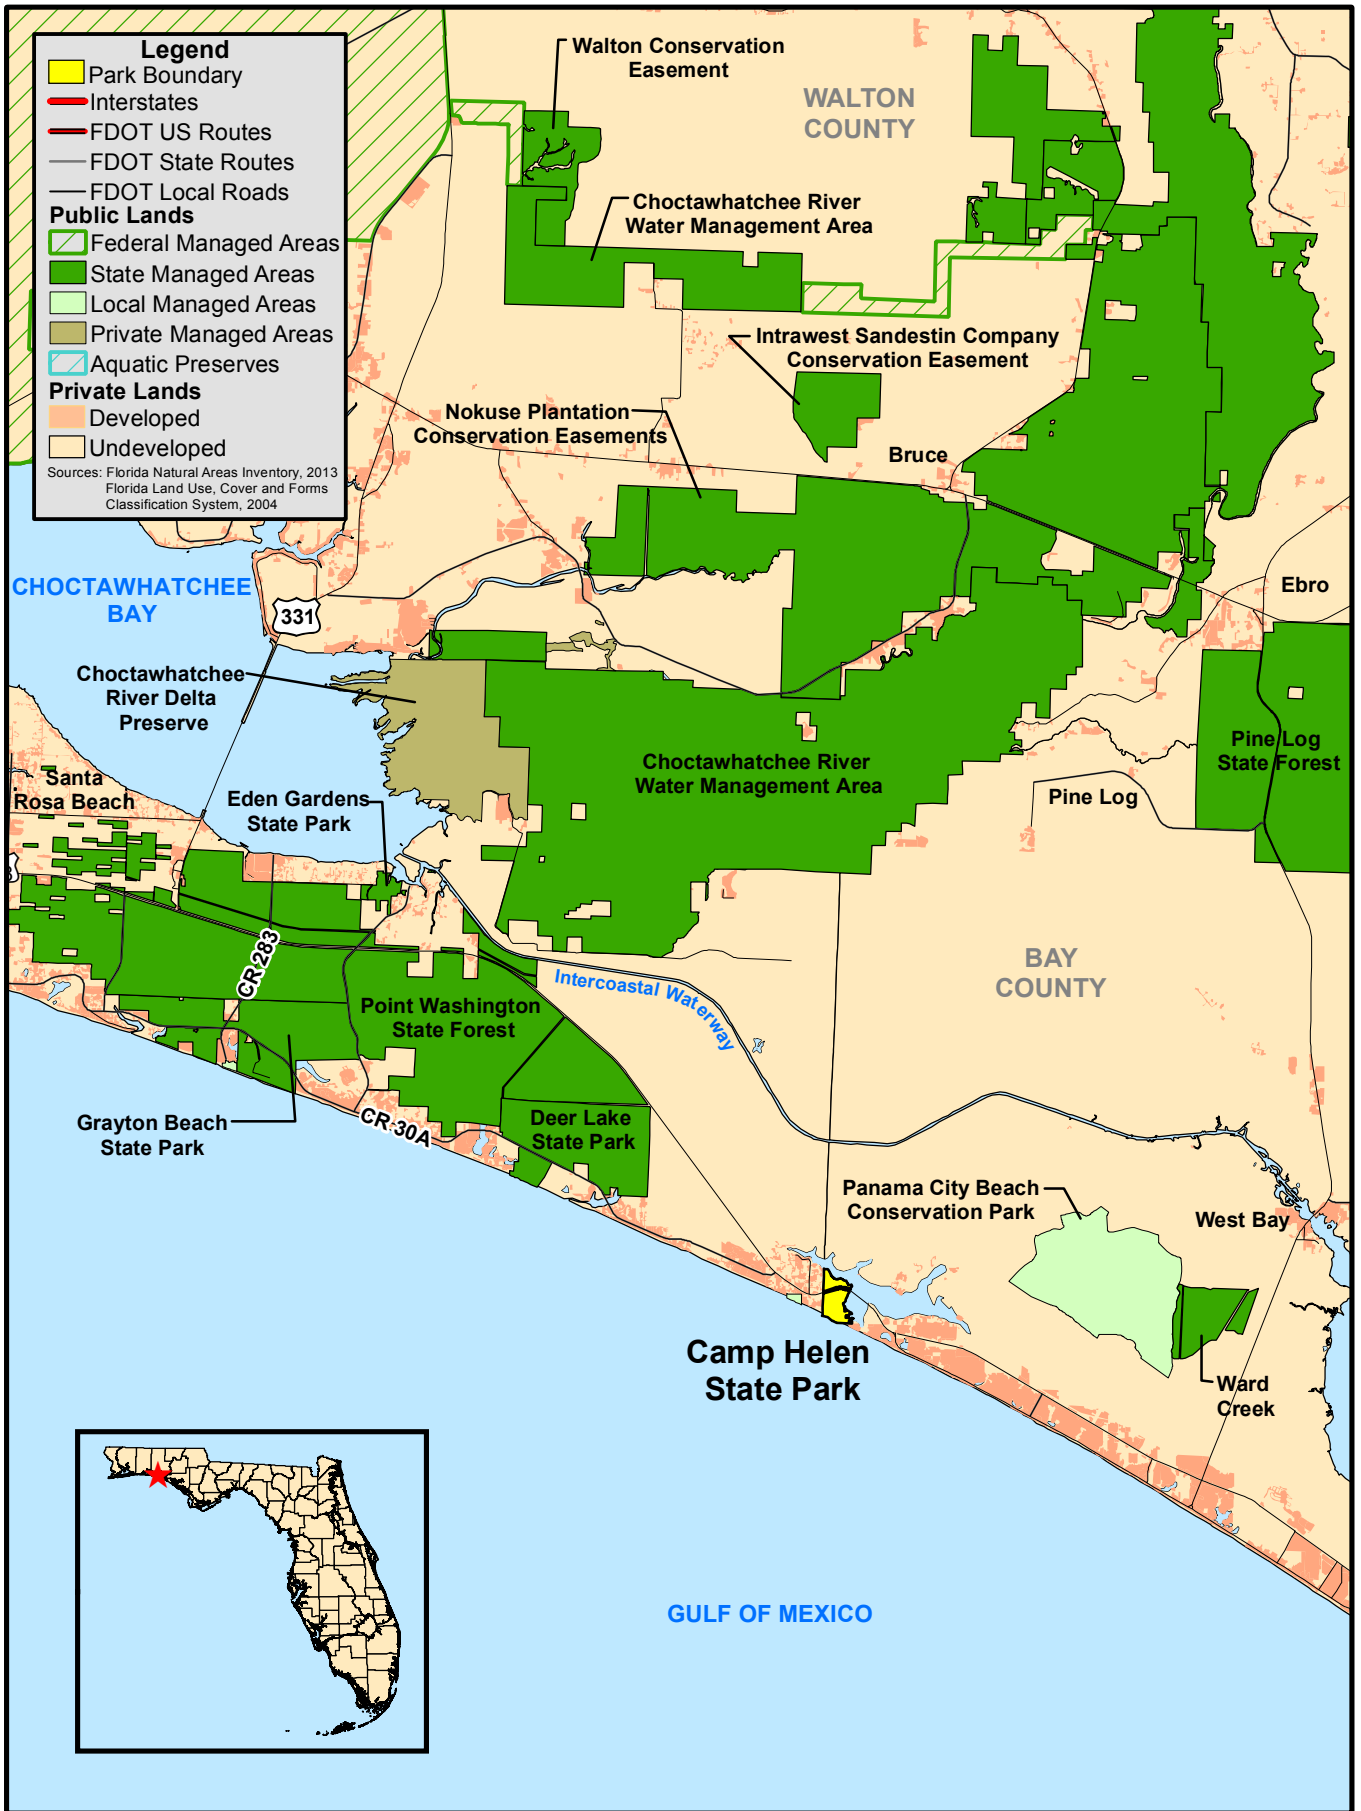 Legend
Park Boundary
Interstates
FDOT US Routes
FDOT State Routes
FDOT Local Roads
Public Lands
Federal Managed Areas
State Managed Areas
Local Managed Areas
Private Managed Areas
Aquatic Preserves
Private Lands
Developed
Undeveloped
Sources: Florida Natural Areas Inventory, 2013
Florida Land Use, Cover and Forms
Classification System, 2004
Walton Conservation
Easement
WALTON
COUNTY
Choctawhatchee River
Water Management Area
Intrawest Sandestin Company
Conservation Easement
Nokuse Plantation
Conservation Easements
Bruce
CHOCTAWHATCHEE
BAY
331
Ebro
Choctawhatchee
River Delta
Preserve
Choctawhatchee River
Water Management Area
Pine Log
State Forest
Santa
Rosa Beach
Eden Gardens
State Park
Pine Log
CR 283
BAY
COUNTY
Intercoastal Waterway
Point Washington
State Forest
Grayton Beach
State Park
CR 30A
Deer Lake
State Park
Panama City Beach
Conservation Park
West Bay
Camp Helen
State Park
Ward
Creek
GULF OF MEXICO